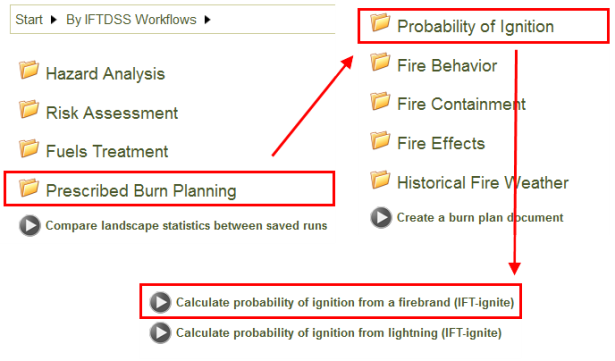 Start ▶ By IFTDSS Workflows ▶
Hazard Analysis
Risk Assessment
Fuels Treatment
Prescribed Burn Planning
Compare landscape statistics between saved runs
Probability of Ignition
Fire Behavior
Fire Containment
Fire Effects
Historical Fire Weather
Create a burn plan document
Calculate probability of ignition from a firebrand (IFT-ignite)
Calculate probability of ignition from lightning (IFT-ignite)